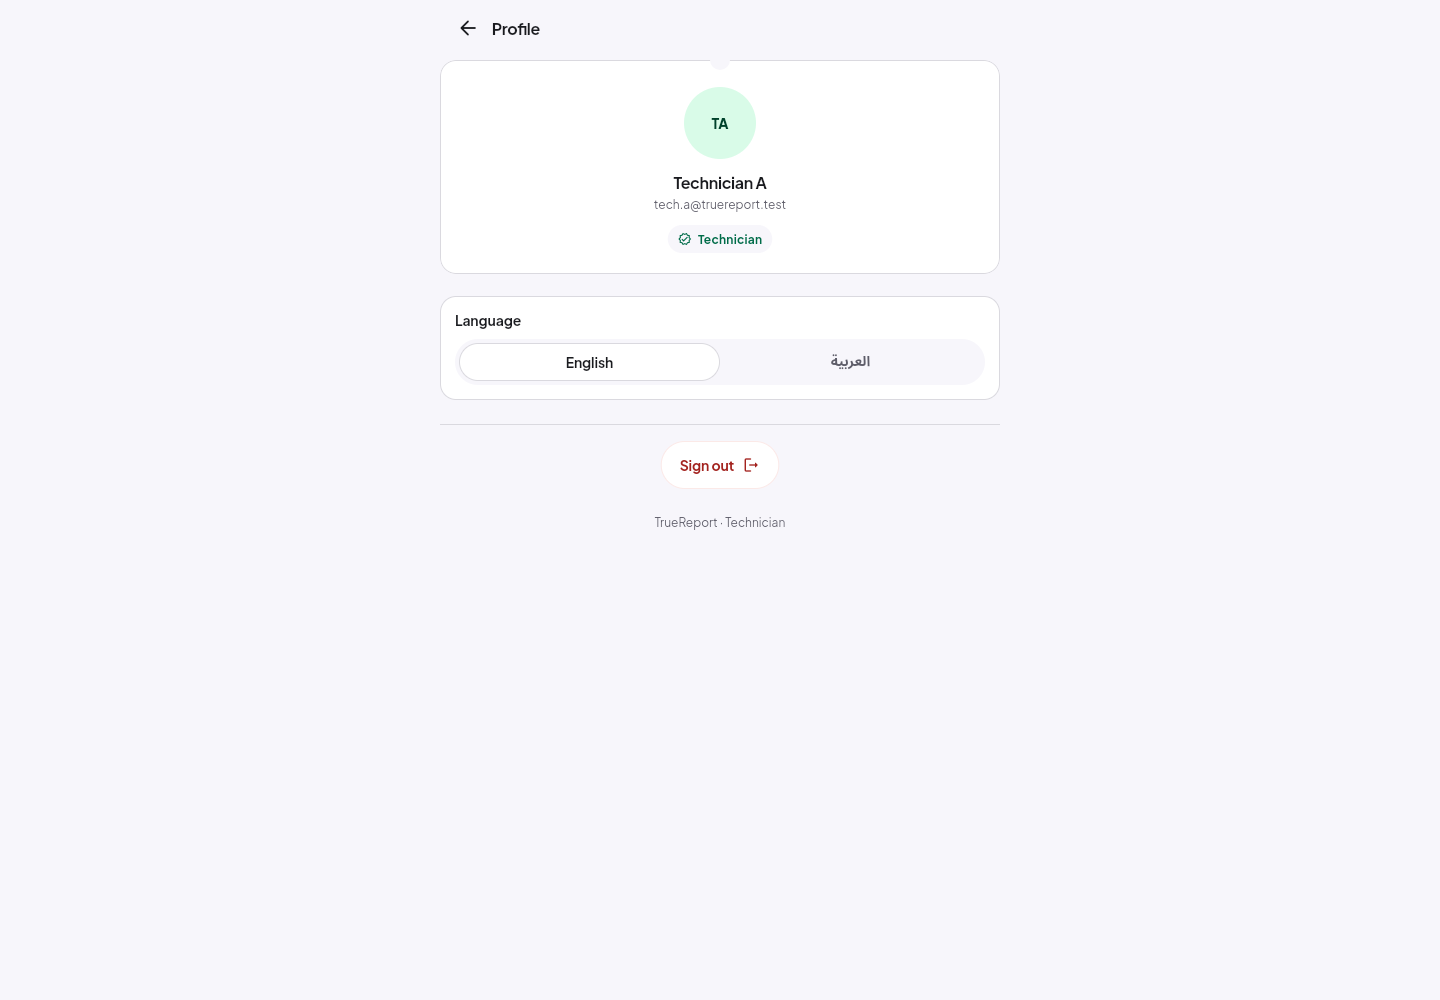 Profile
TA
Technician A
tech.a@truereport.test
Technician
Language
English
العربية
Sign out
TrueReport · Technician